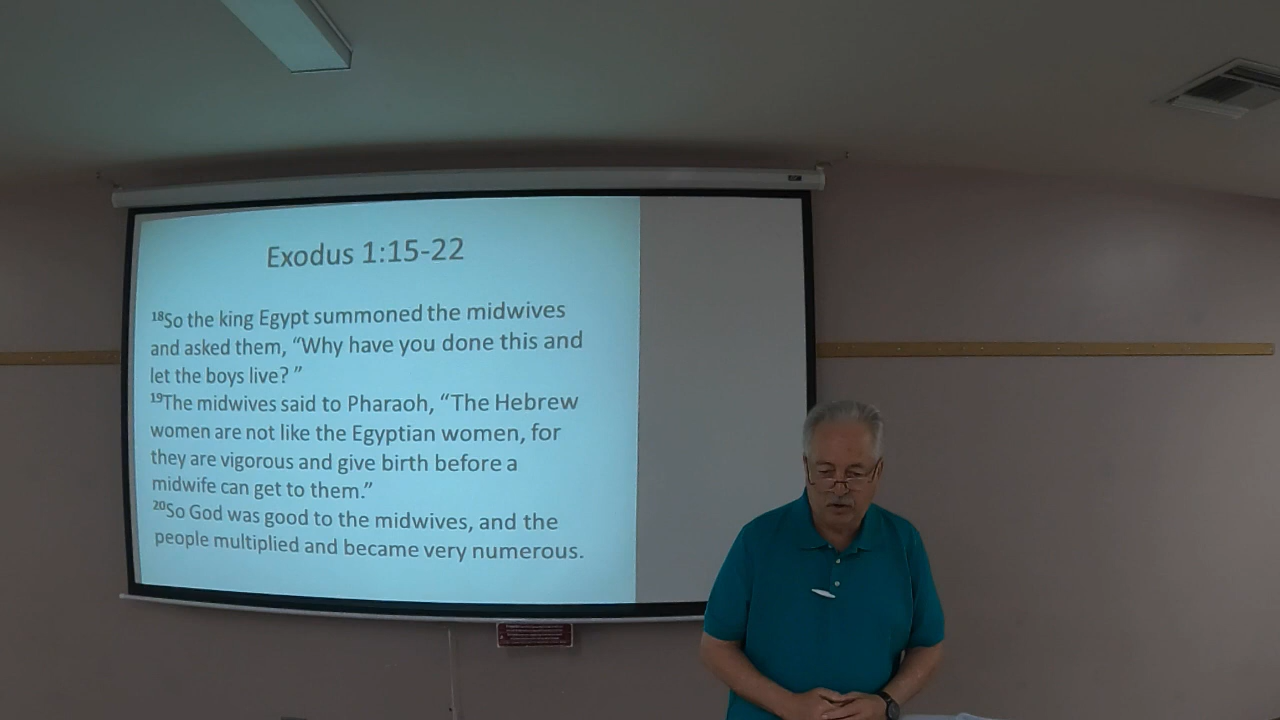 Exodus 1:15-22
18So the king Egypt summoned the midwives
and asked them, “Why have you done this and
let the boys live? ”
19The midwives said to Pharaoh, “The Hebrew
women are not like the Egyptian women, for
they are vigorous and give birth before a
midwife can get to them.”
20So God was good to the midwives, and the
people multiplied and became very numerous.